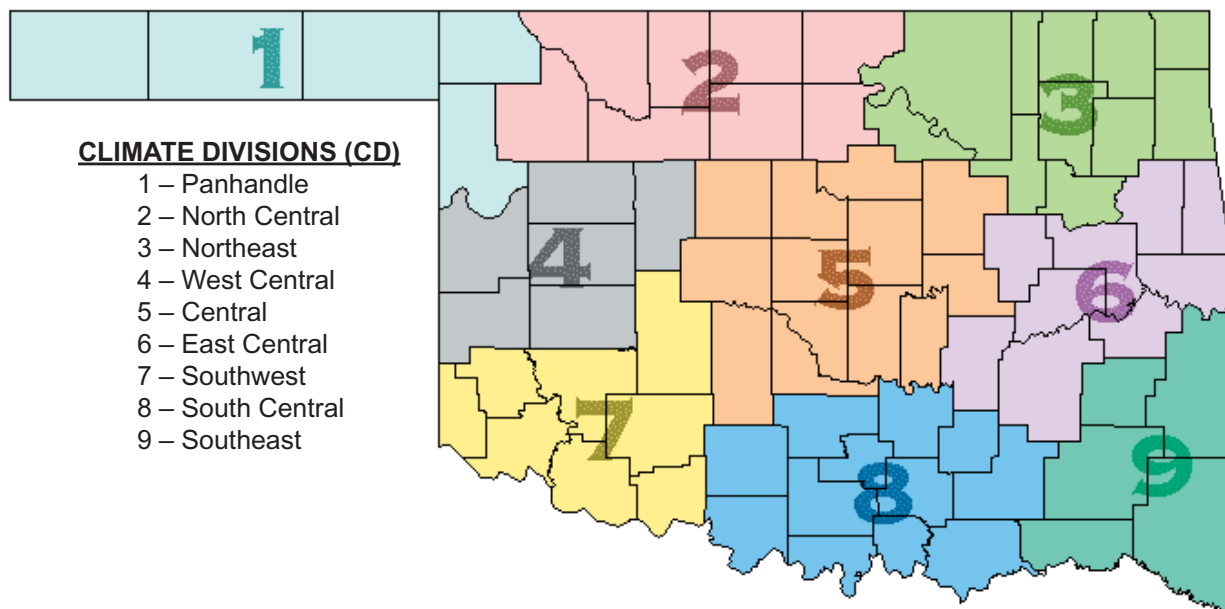 1
2
3
CLIMATE DIVISIONS (CD)
1 – Panhandle
2 – North Central
3 – Northeast
4 – West Central
5 – Central
6 – East Central
7 – Southwest
8 – South Central
9 – Southeast
4
5
6
7
8
9